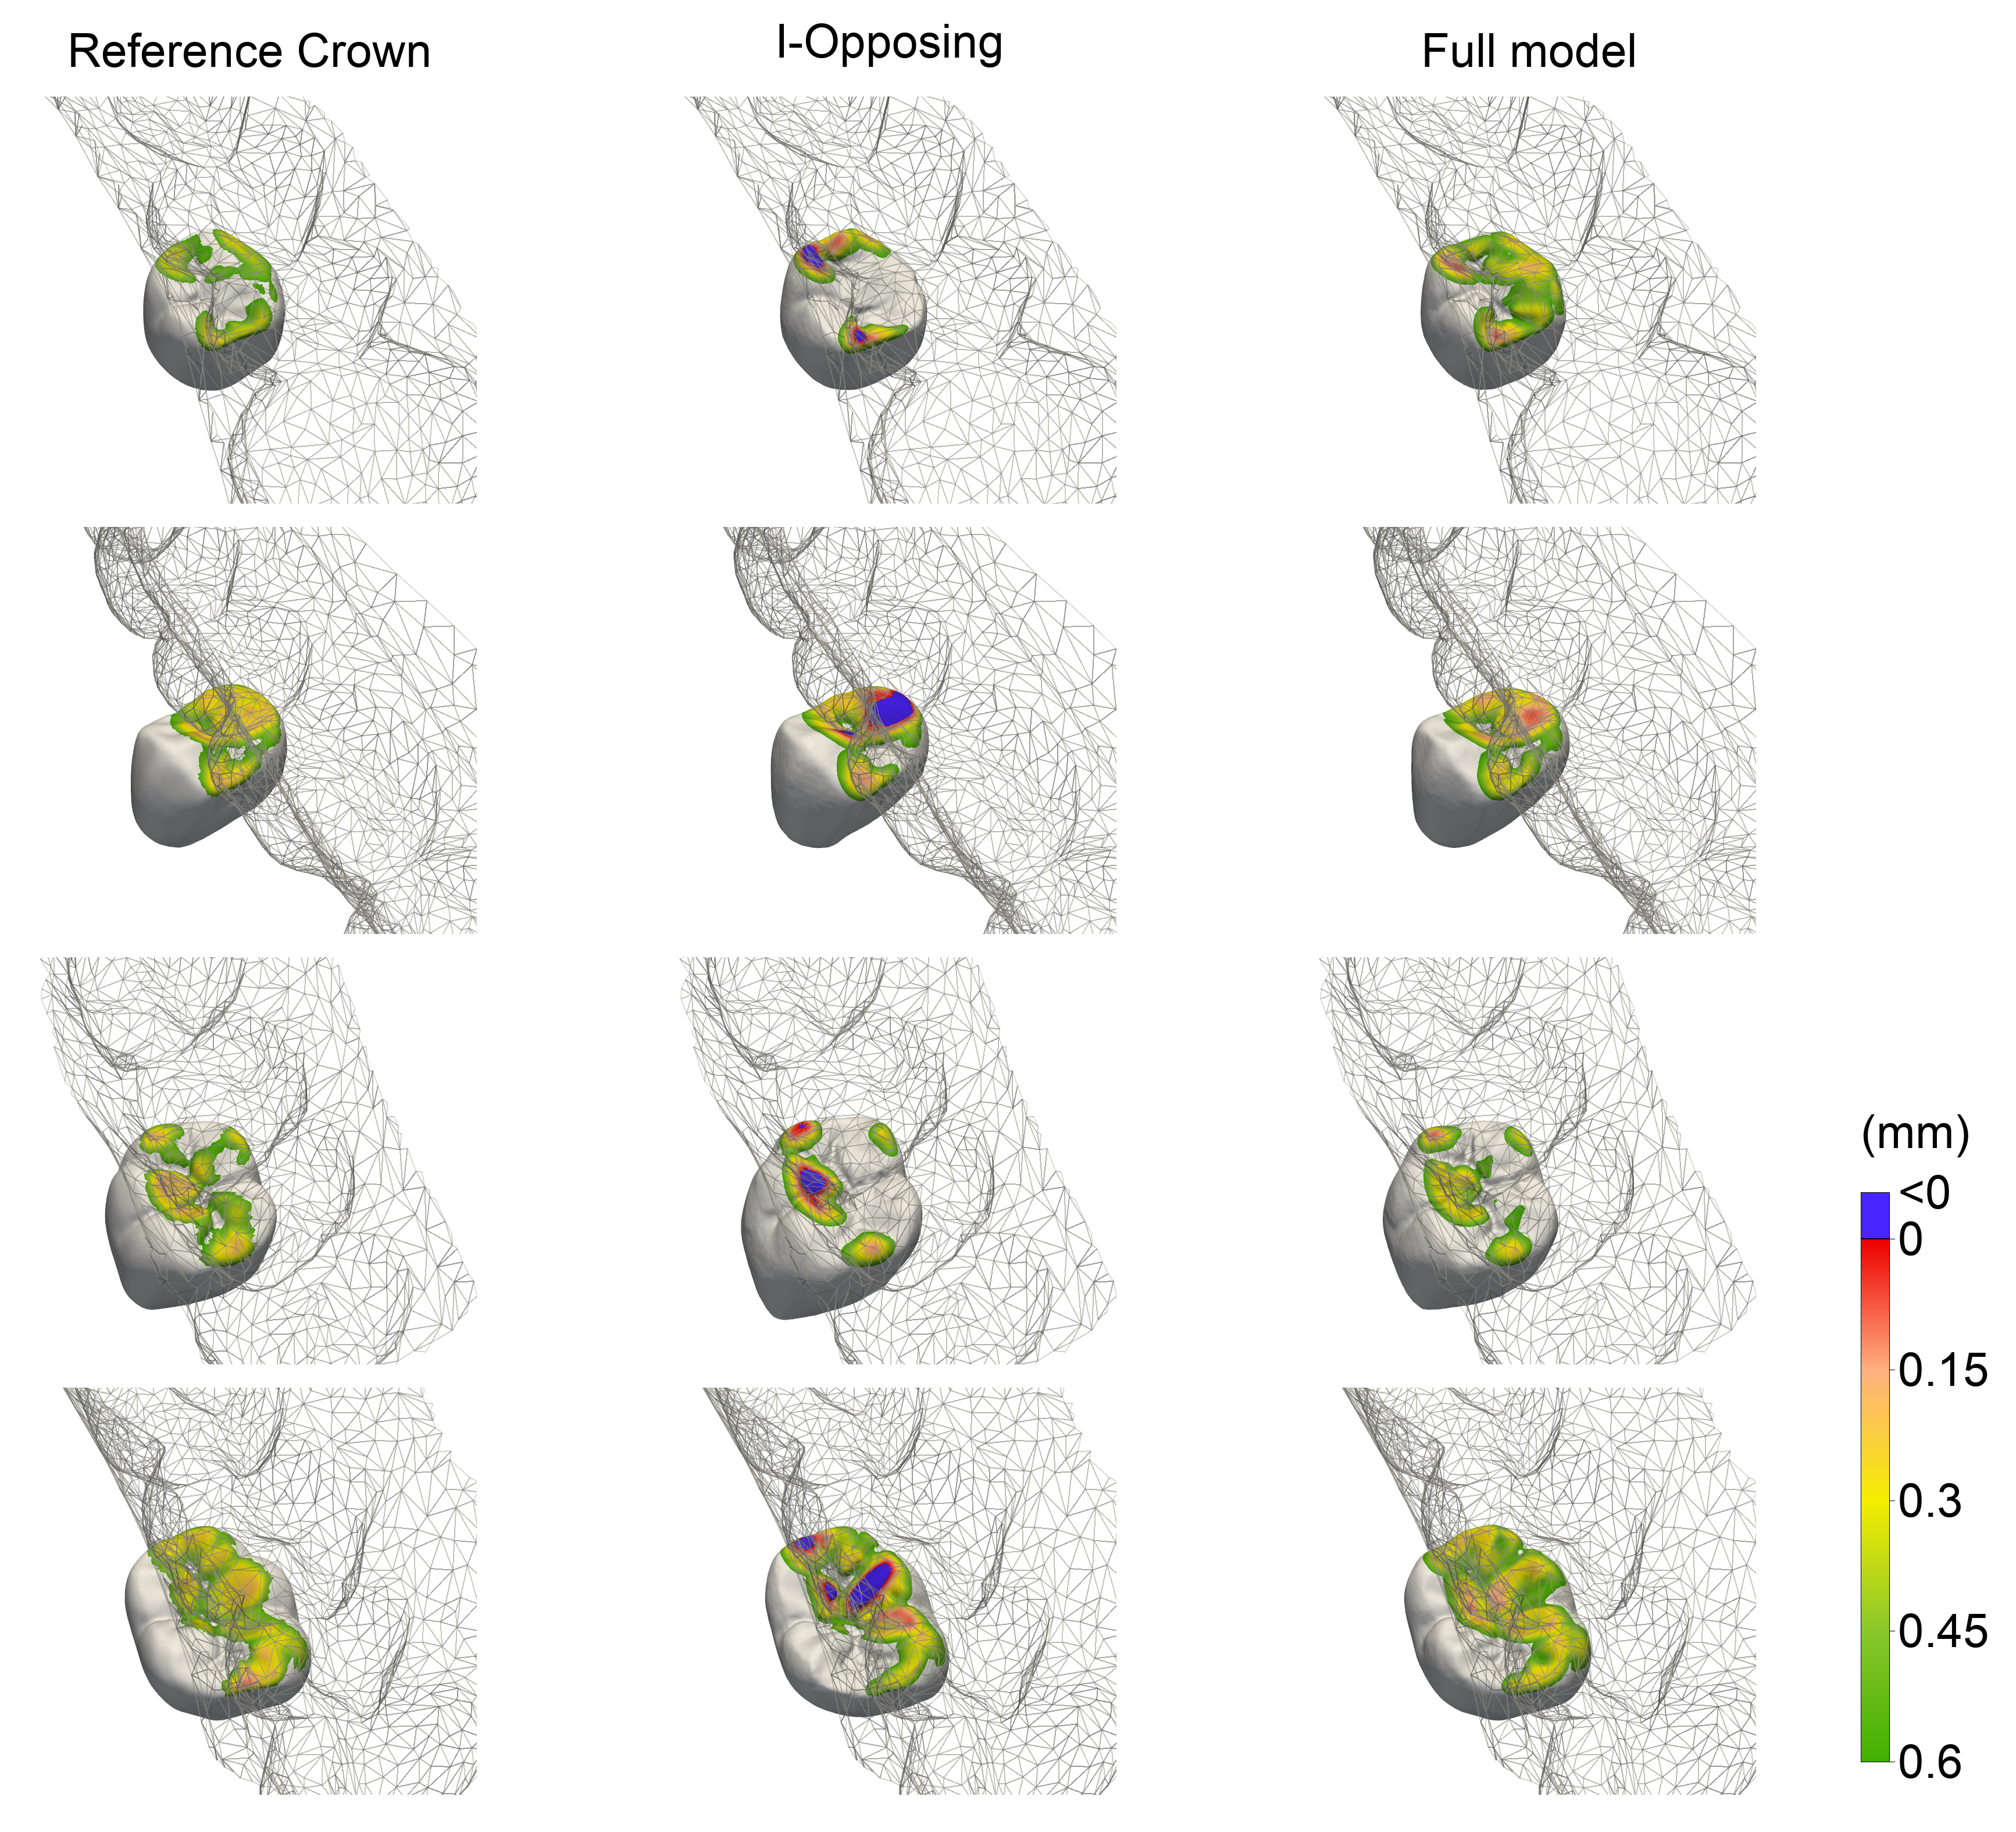 Reference Crown
I-Opposing
Full model
(mm)
<0
0
0.15
0.3
0.45
0.6